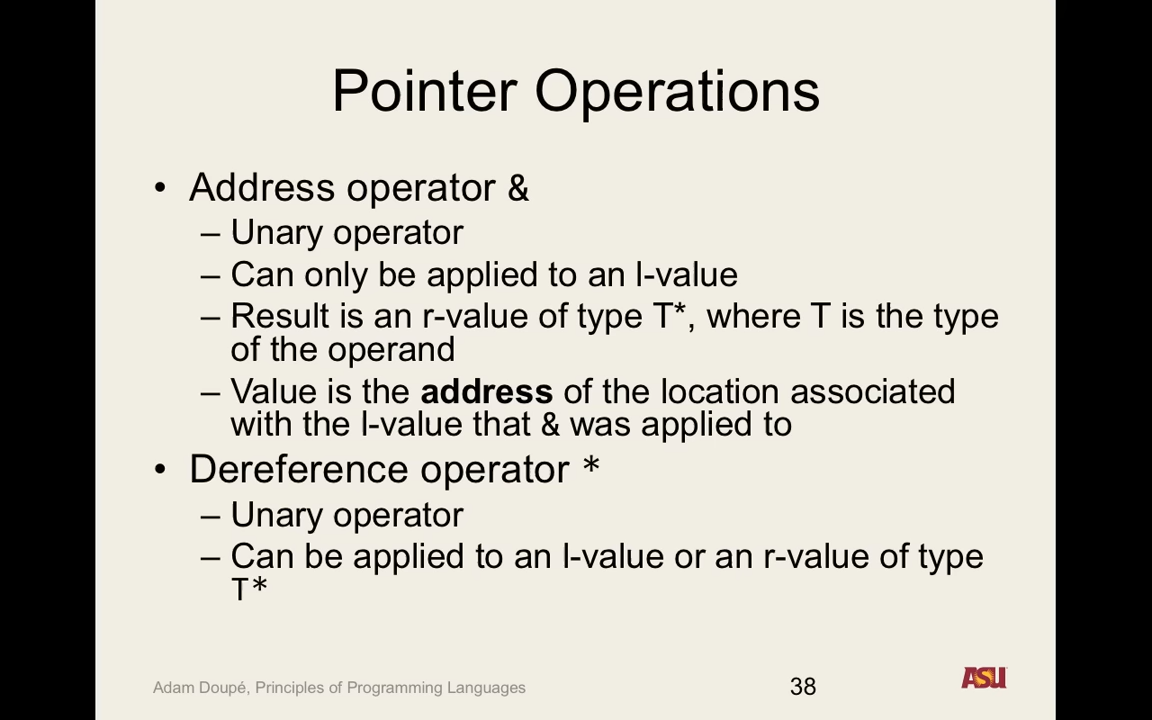 Pointer Operations
• Address operator &
– Unary operator
– Can only be applied to an l-value
– Result is an r-value of type T*, where T is the type
of the operand
– Value is the address of the location associated
with the l-value that & was applied to
• Dereference operator *
– Unary operator
– Can be applied to an l-value or an r-value of type
T*
Adam Doupé, Principles of Programming Languages
38
ASU